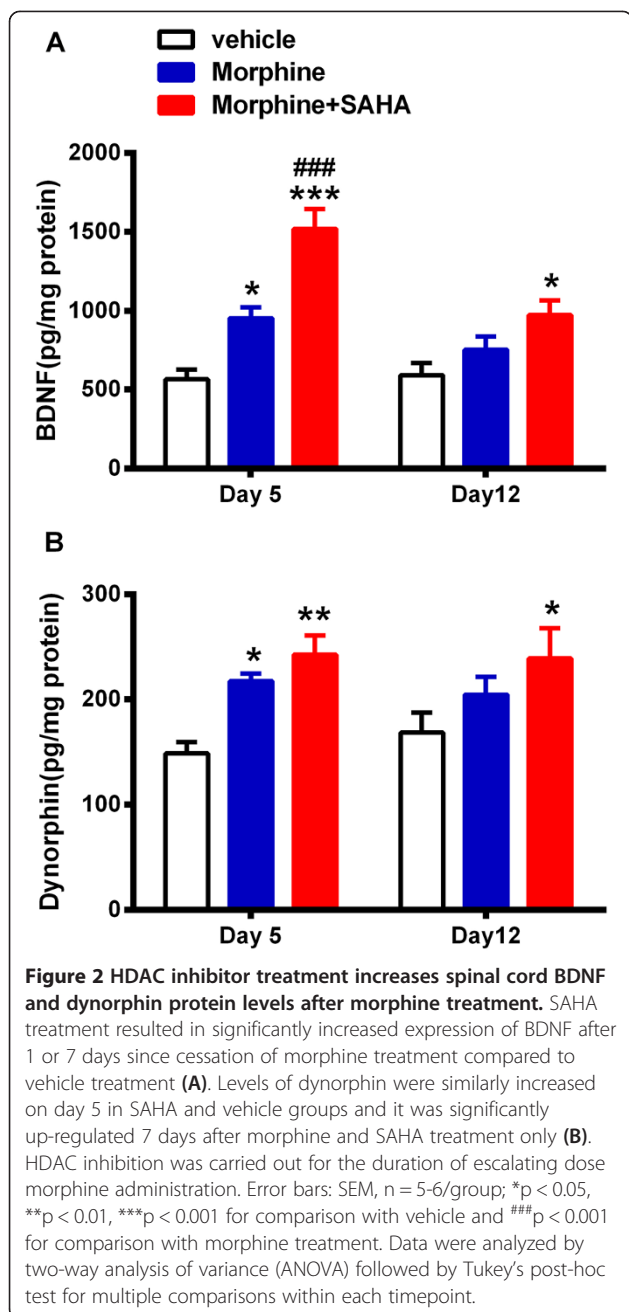 A
vehicle
Morphine
Morphine+SAHA
BDNF(pg/mg protein)
2000
1500
1000
500
0
*
###
***
*
Day 5
Day12
B
Dynorphin(pg/mg protein)
300
200
100
0
*
**
*
Day 5
Day12
Figure 2 HDAC inhibitor treatment increases spinal cord BDNF
and dynorphin protein levels after morphine treatment. SAHA
treatment resulted in significantly increased expression of BDNF after
1 or 7 days since cessation of morphine treatment compared to
vehicle treatment (A). Levels of dynorphin were similarly increased
on day 5 in SAHA and vehicle groups and it was significantly
up-regulated 7 days after morphine and SAHA treatment only (B).
HDAC inhibition was carried out for the duration of escalating dose
morphine administration. Error bars: SEM, n = 5-6/group; *p < 0.05,
**p < 0.01, ***p < 0.001 for comparison with vehicle and ###p < 0.001
for comparison with morphine treatment. Data were analyzed by
two-way analysis of variance (ANOVA) followed by Tukey's post-hoc
test for multiple comparisons within each timepoint.